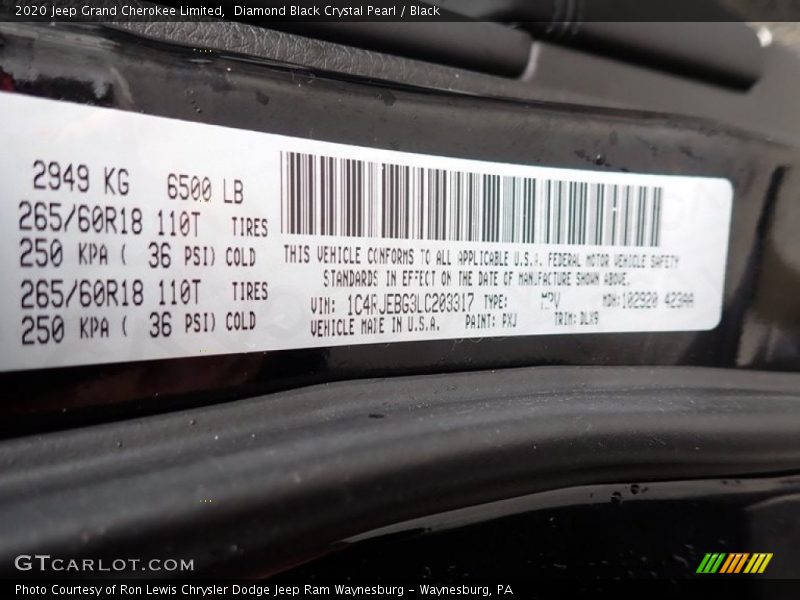 2020 Jeep Grand Cherokee Limited, Diamond Black Crystal Pearl / Black
2949 KG 6500 LB
265/60R18 110T TIRES
250 KPA ( 36 PSI) COLD
265/60R18 110T TIRES
250 KPA ( 36 PSI) COLD
THIS VEHICLE CONFORMS TO ALL APPLICABLE U.S.A. FEDERAL MOTOR VEHICLE SAFETY
STANDARDS IN EFFECT ON THE DATE OF MANUFACTURE SHOWN ABOVE.
VIN: 1C4RJEBG3LC203317 TYPE: MPV MDH:102920 423AA
VEHICLE MADE IN U.S.A. PAINT: PXJ TRIM:DLX9
GTCARLOT.COM
Photo Courtesy of Ron Lewis Chrysler Dodge Jeep Ram Waynesburg – Waynesburg, PA